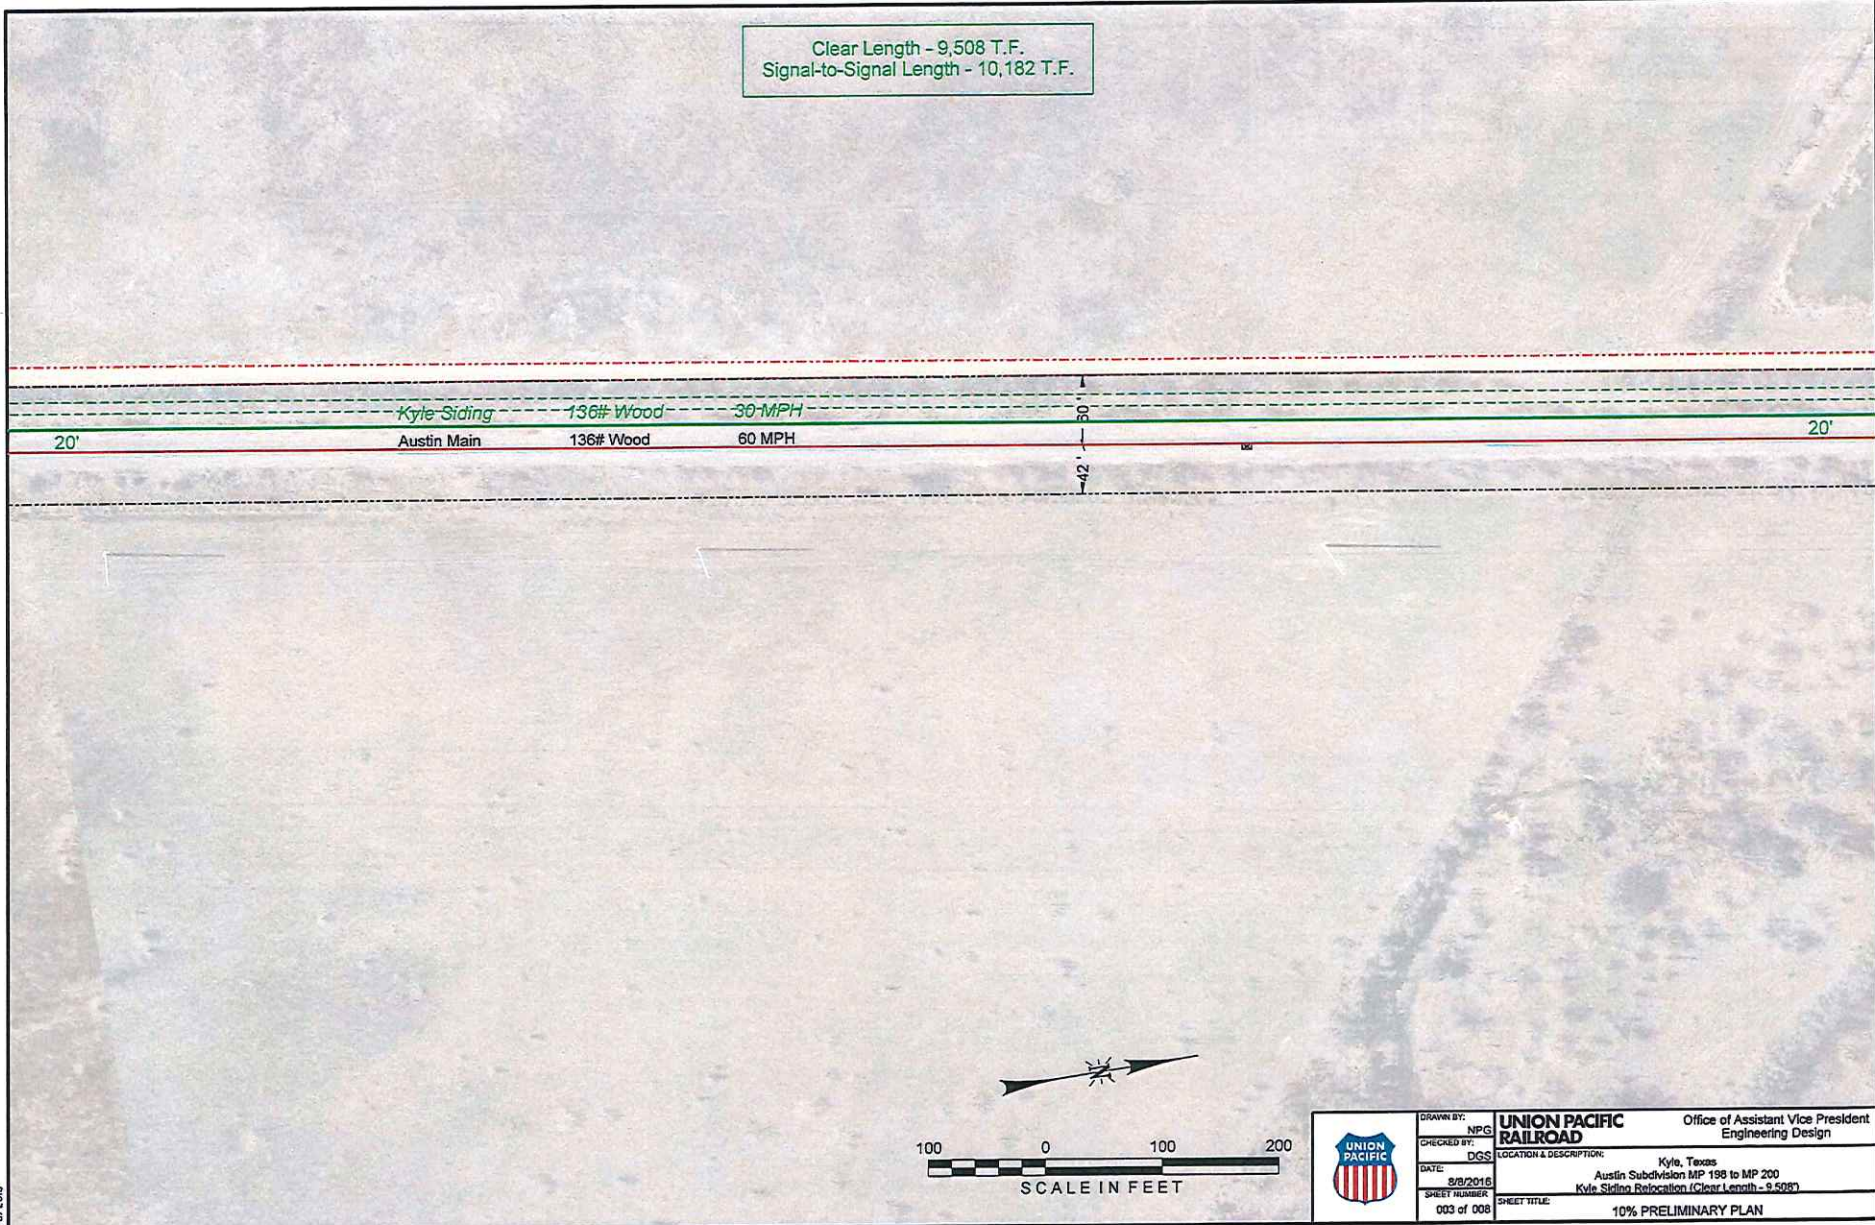 Clear Length - 9,508 T.F.
Signal-to-Signal Length - 10,182 T.F.
Kyle Siding 136# Wood 30 MPH
20' 20'
Austin Main 136# Wood 60 MPH
60'
42'
N
100 0 100 200
SCALE IN FEET
UNION
PACIFIC
DRAWN BY:
NPG
CHECKED BY:
DGS
DATE:
8/8/2016
SHEET NUMBER
003 of 008
UNION PACIFIC
RAILROAD
Office of Assistant Vice President
Engineering Design
LOCATION & DESCRIPTION:
Kyle, Texas
Austin Subdivision MP 198 to MP 200
Kyle Siding Relocation (Clear Length - 9,508')
SHEET TITLE:
10% PRELIMINARY PLAN